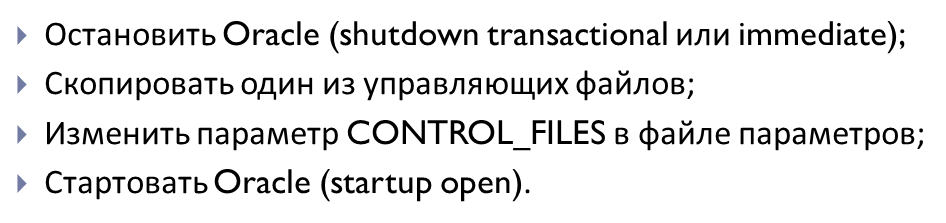 Остановить Oracle (shutdown transactional или immediate);
Скопировать один из управляющих файлов;
Изменить параметр CONTROL_FILES в файле параметров;
Стартовать Oracle (startup open).